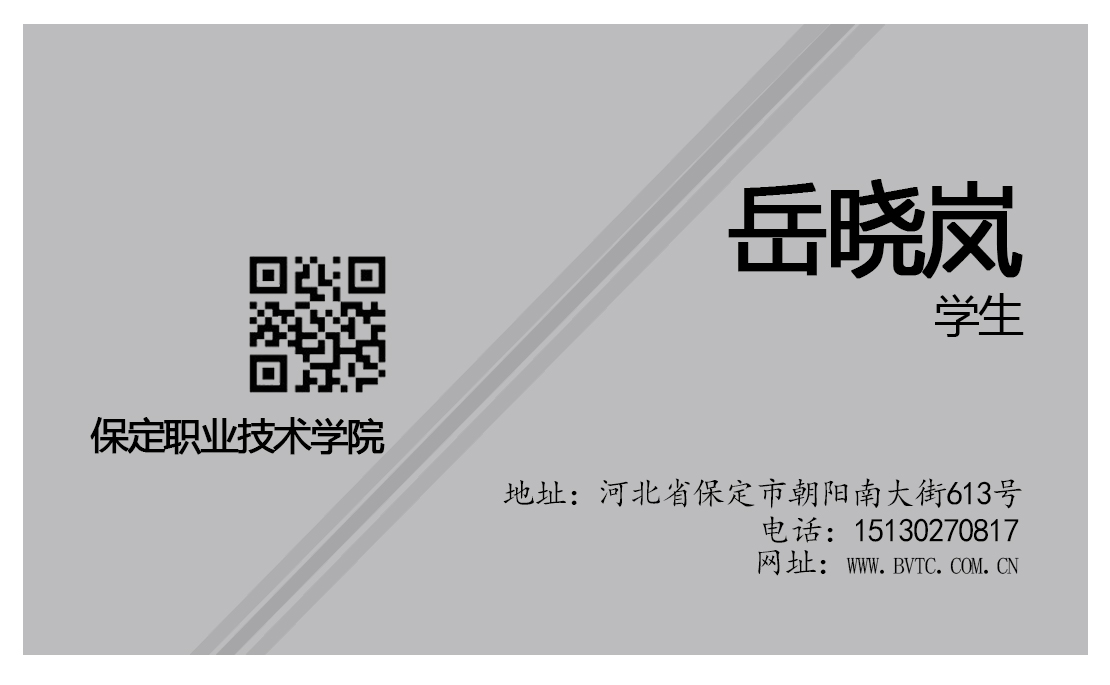 岳晓岚
学生
保定职业技术学院
地址：河北省保定市朝阳南大街613号
电话：15130270817
网址：WWW.BVTC.COM.CN